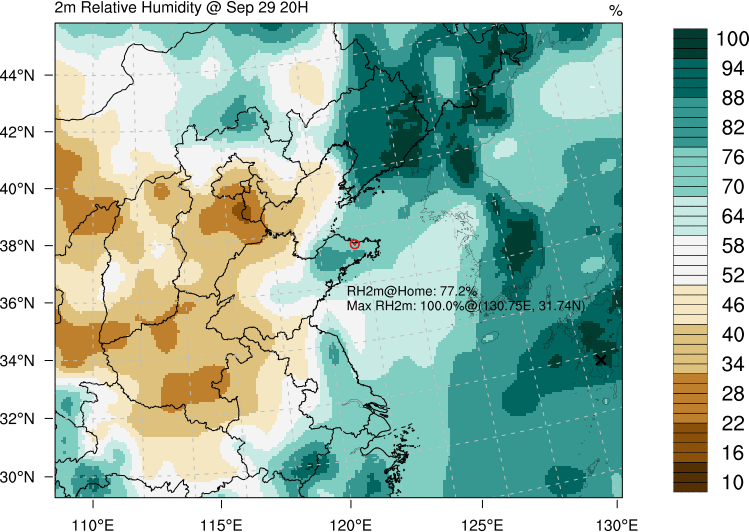 2m Relative Humidity @ Sep 29 20H
%
44°N
42°N
40°N
38°N
36°N
34°N
32°N
30°N
RH2m@Home: 77.2%
Max RH2m: 100.0%@(130.75E, 31.74N)
110°E 115°E 120°E 125°E 130°E
100
94
88
82
76
70
64
58
52
46
40
34
28
22
16
10